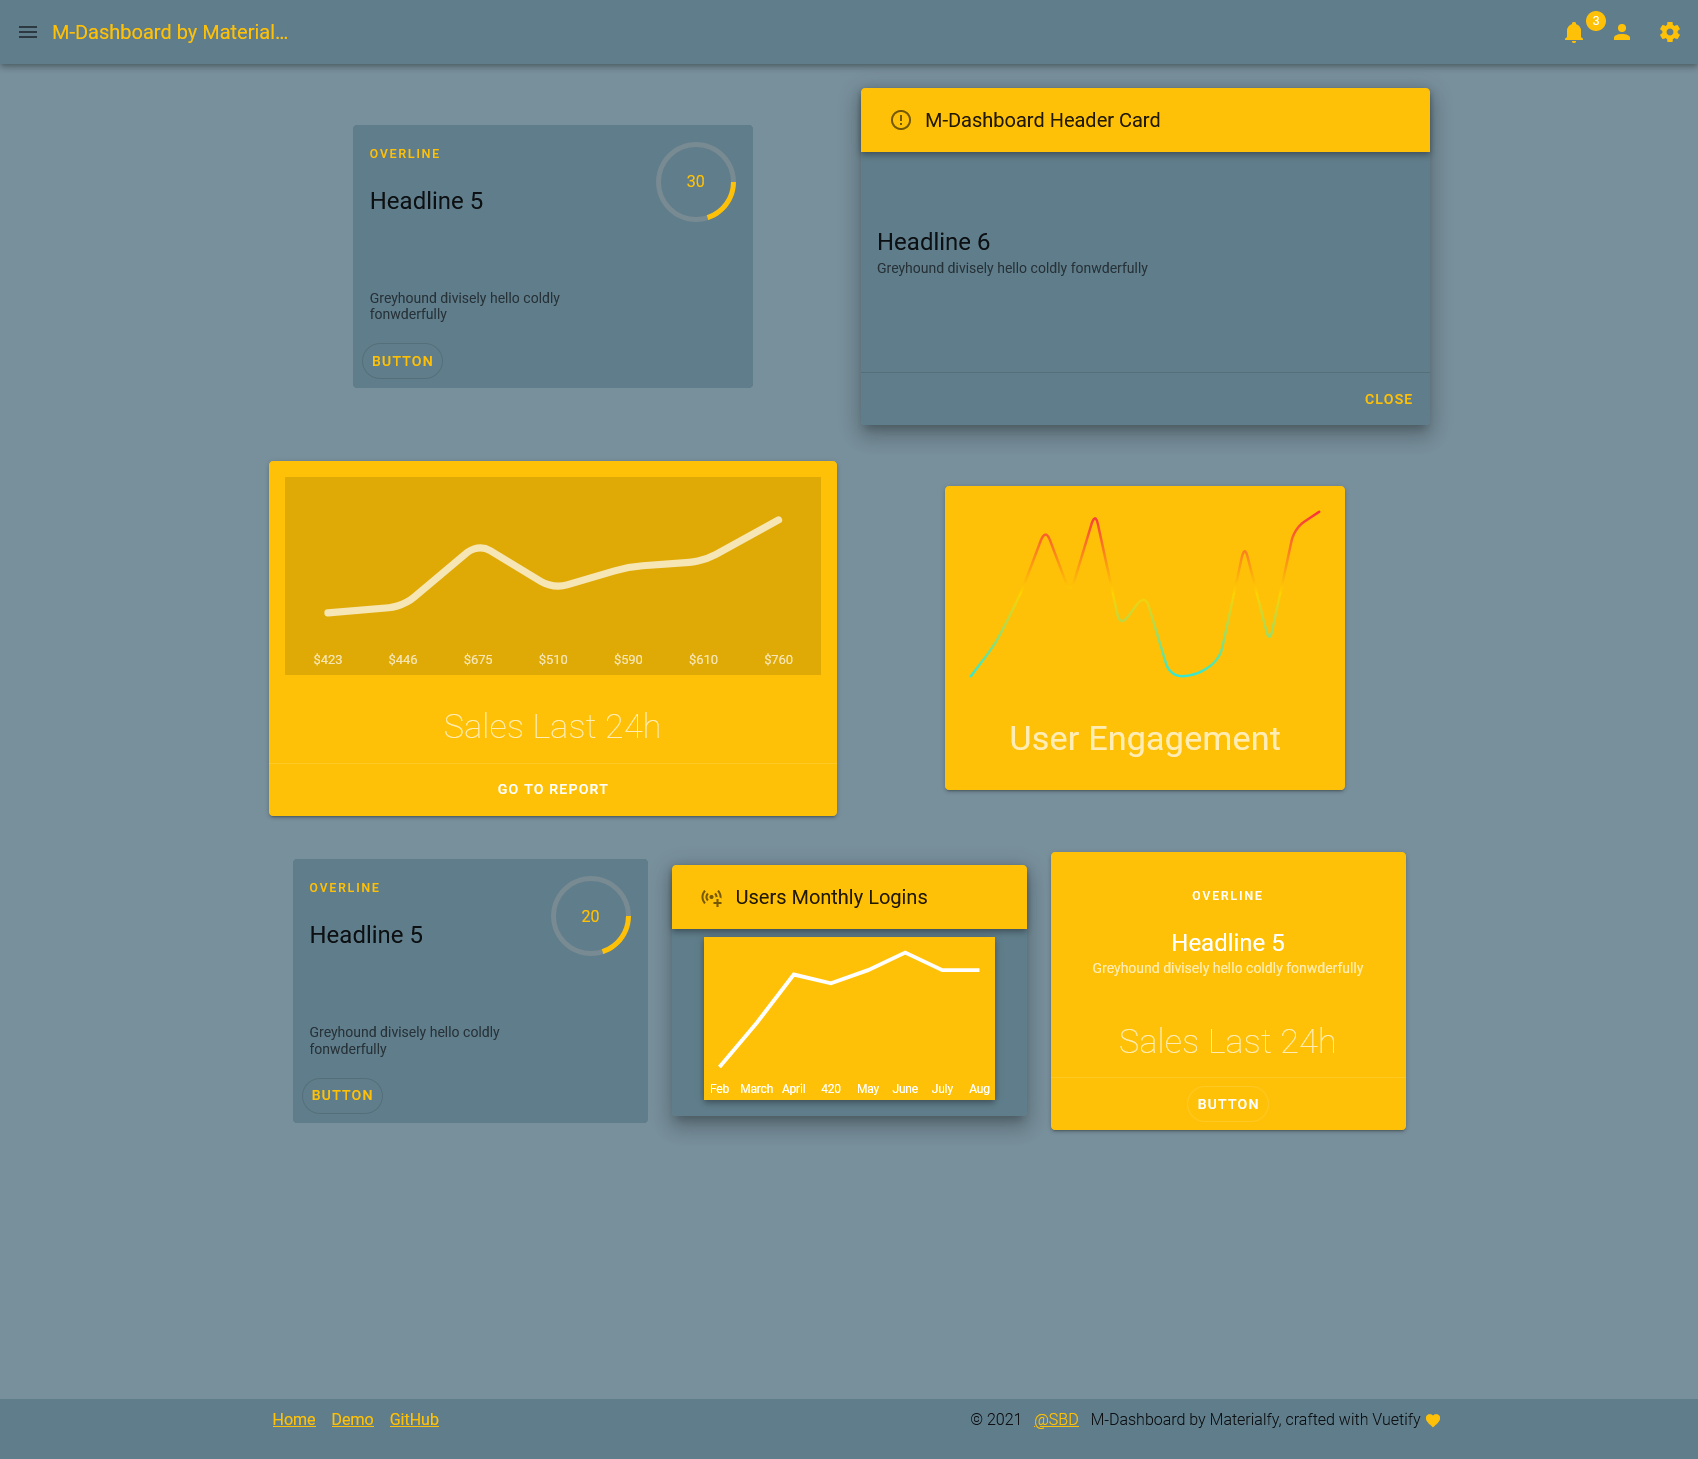 M-Dashboard by Material…
3
OVERLINE
30
Headline 5
Greyhound divisely hello coldly
fonwderfully
BUTTON
M-Dashboard Header Card
Headline 6
Greyhound divisely hello coldly fonwderfully
CLOSE
$423 $446 $675 $510 $590 $610 $760
Sales Last 24h
GO TO REPORT
User Engagement
OVERLINE
20
Headline 5
Greyhound divisely hello coldly
fonwderfully
BUTTON
Users Monthly Logins
Feb March April 420 May June July Aug
OVERLINE
Headline 5
Greyhound divisely hello coldly fonwderfully
Sales Last 24h
BUTTON
Home Demo GitHub
© 2021 @SBD M-Dashboard by Materialfy, crafted with Vuetify